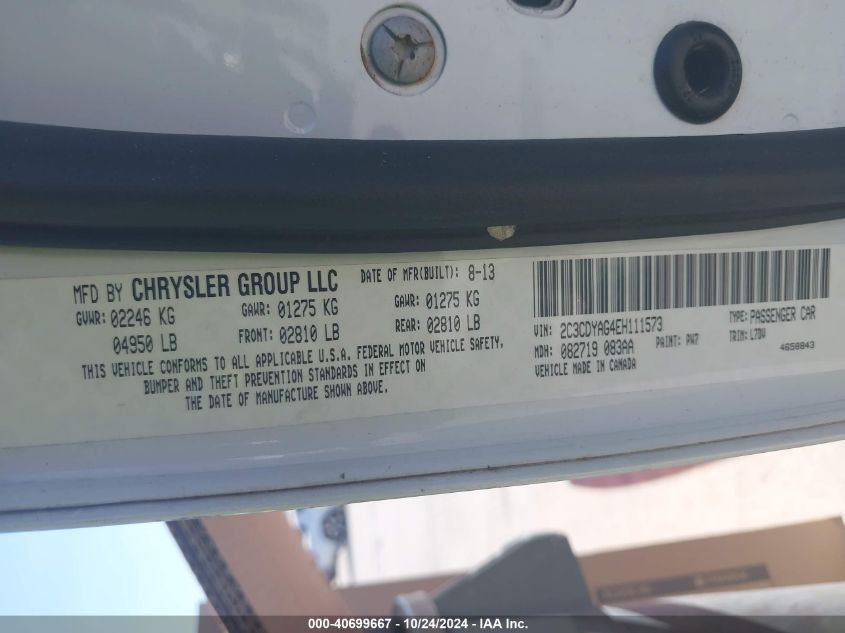 MFD BY CHRYSLER GROUP LLC DATE OF MFR(BUILT): 8-13
GVWR: 02246 KG GAWR: 01275 KG GAWR: 01275 KG
04950 LB FRONT: 02810 LB REAR: 02810 LB
THIS VEHICLE CONFORMS TO ALL APPLICABLE U.S.A. FEDERAL MOTOR VEHICLE SAFETY,
BUMPER AND THEFT PREVENTION STANDARDS IN EFFECT ON
THE DATE OF MANUFACTURE SHOWN ABOVE.
VIN: 2C3CDYAG4EH111573 TYPE: PASSENGER CAR
MDH: 082719 083AA PAINT: PW7 TRIM: L7DV
VEHICLE MADE IN CANADA 4658843
000-40699667 - 10/24/2024 - IAA Inc.